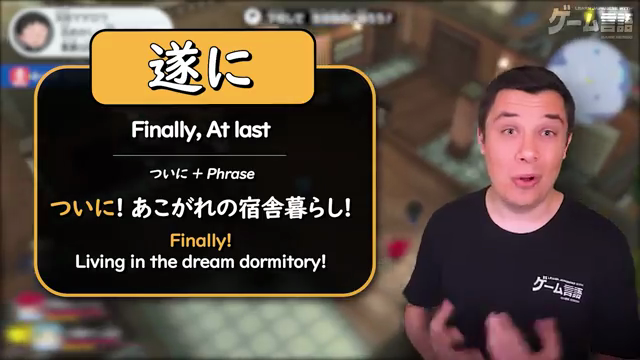 遂に
Finally, At last
ついに + Phrase
ついに! あこがれの宿舎暮らし!
Finally!
Living in the dream dormitory!
ゲーム言語
ゲーム言語